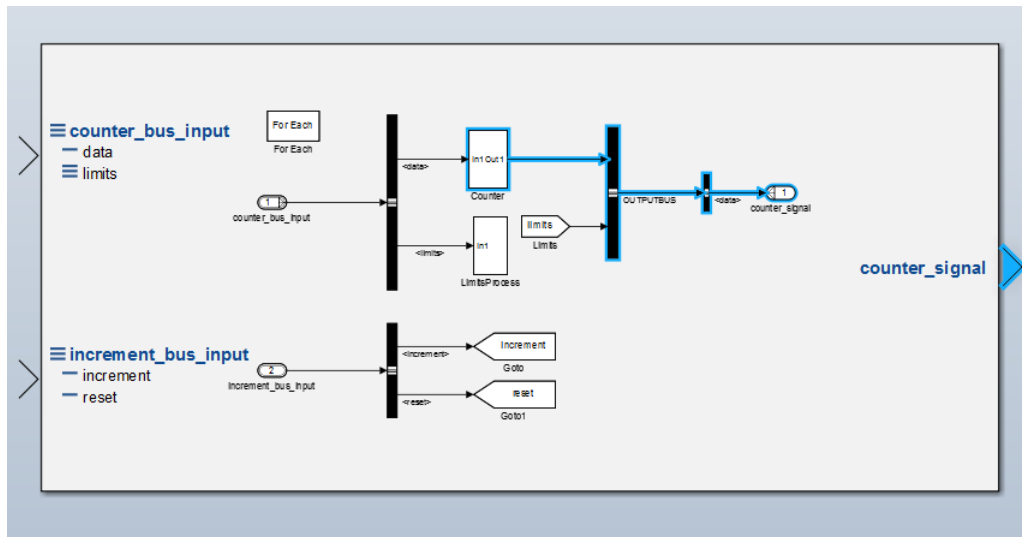 counter_bus_input
data
limits
For Each
For Each
1
counter_bus_input
<data>
In1 Out1
Counter
<limits>
In1
LimitsProcess
limits
Limits
OUTPUTBUS
<data>
1
counter_signal
counter_signal
increment_bus_input
increment
reset
2
increment_bus_input
<increment>
increment
Goto
<reset>
reset
Goto1